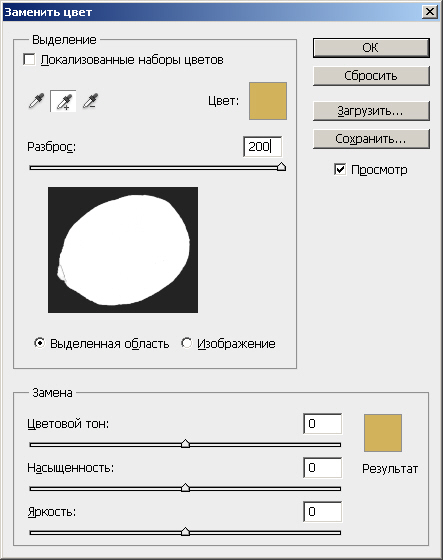 Заменить цвет
Выделение
Локализованные наборы цветов
Цвет:
Разброс:
200
Выделенная область
Изображение
OK
Сбросить
Загрузить...
Сохранить...
Просмотр
Замена
Цветовой тон:
0
Насыщенность:
0
Яркость:
0
Результат